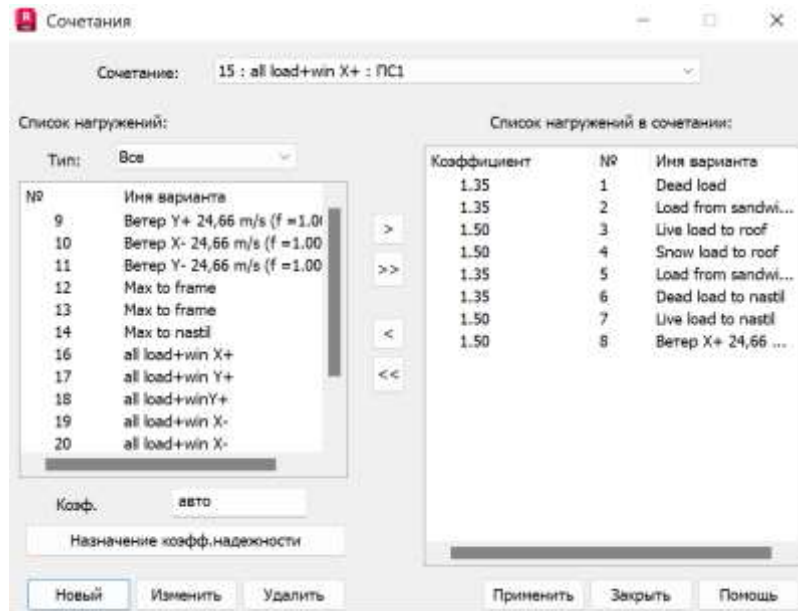 Сочетания
Сочетание: 15 : all load+win X+ : ПС1
Список нагружений:
Тип: Все
№ Имя варианта
9 Ветер Y+ 24,66 m/s (f =1.00
10 Ветер X- 24,66 m/s (f =1.00
11 Ветер Y- 24,66 m/s (f =1.00
12 Max to frame
13 Max to frame
14 Max to nastil
16 all load+win X+
17 all load+win Y+
18 all load+winY+
19 all load+win X-
20 all load+win X-
>
>>
<
<<
Список нагружений в сочетании:
Коэффициент № Имя варианта
1.35 1 Dead load
1.35 2 Load from sandwi...
1.50 3 Live load to roof
1.50 4 Snow load to roof
1.35 5 Load from sandwi...
1.35 6 Dead load to nastil
1.50 7 Live load to nastil
1.50 8 Ветер X+ 24,66 ...
Коэф. авто
Назначение коэфф.надежности
Новый Изменить Удалить Применить Закрыть Помощь